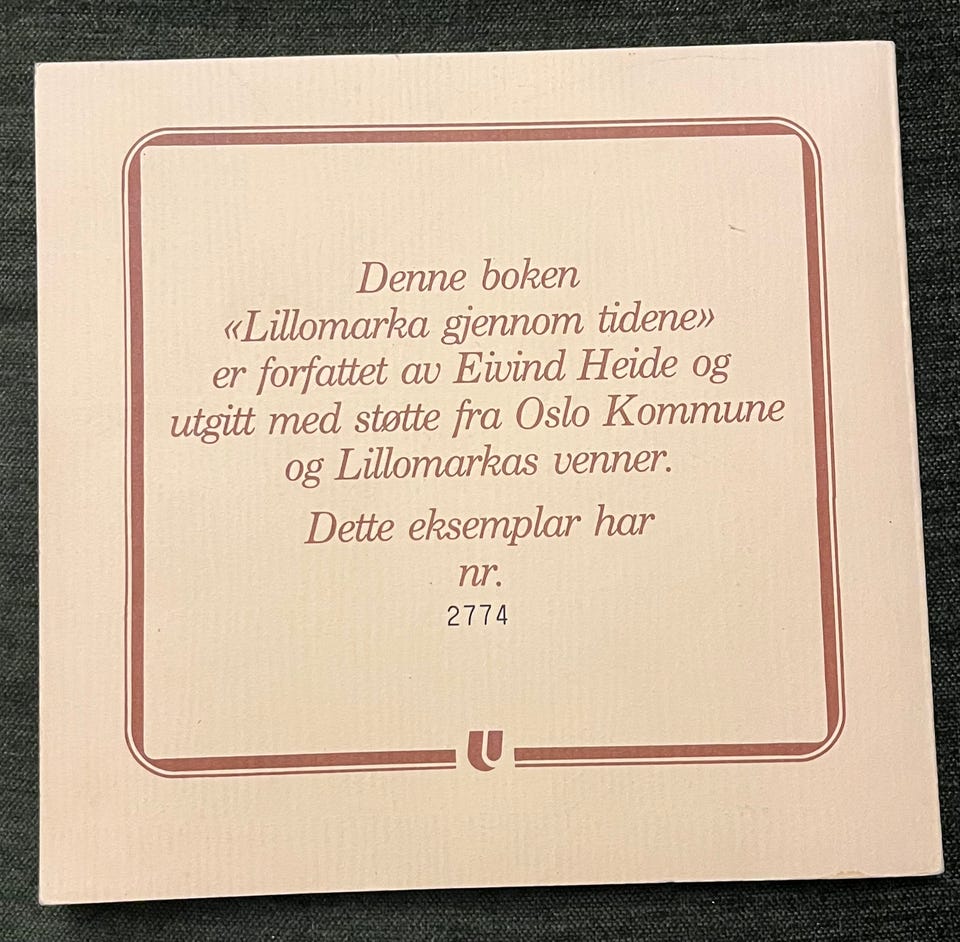 Denne boken
«Lillomarka gjennom tidene»
er forfattet av Eivind Heide og
utgitt med støtte fra Oslo Kommune
og Lillomarkas venner.
Dette eksemplar har
nr.
2774